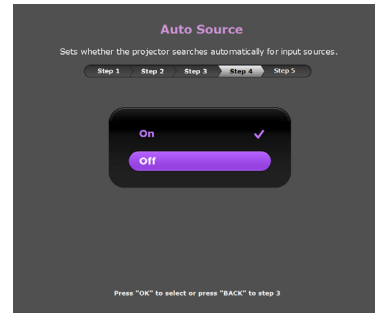 Auto Source
Sets whether the projector searches automatically for input sources.
Step 1 Step 2 Step 3 Step 4 Step 5
On
Off
Press "OK" to select or press "BACK" to step 3